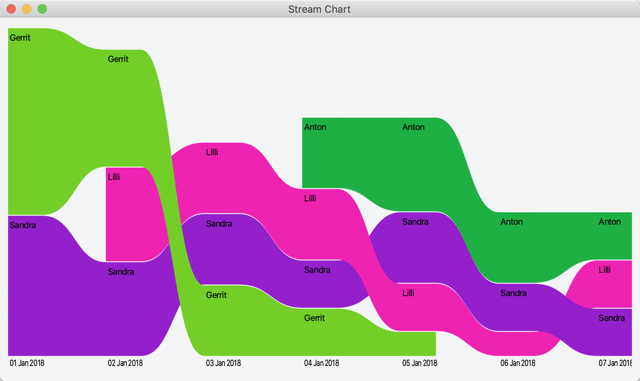 Stream Chart
Gerrit
Gerrit
Anton
Anton
Lilli
Lilli
Lilli
Sandra
Sandra
Sandra
Anton
Anton
Sandra
Lilli
Sandra
Lilli
Sandra
Gerrit
Gerrit
Sandra
01 Jan 2018
02 Jan 2018
03 Jan 2018
04 Jan 2018
05 Jan 2018
06 Jan 2018
07 Jan 2018